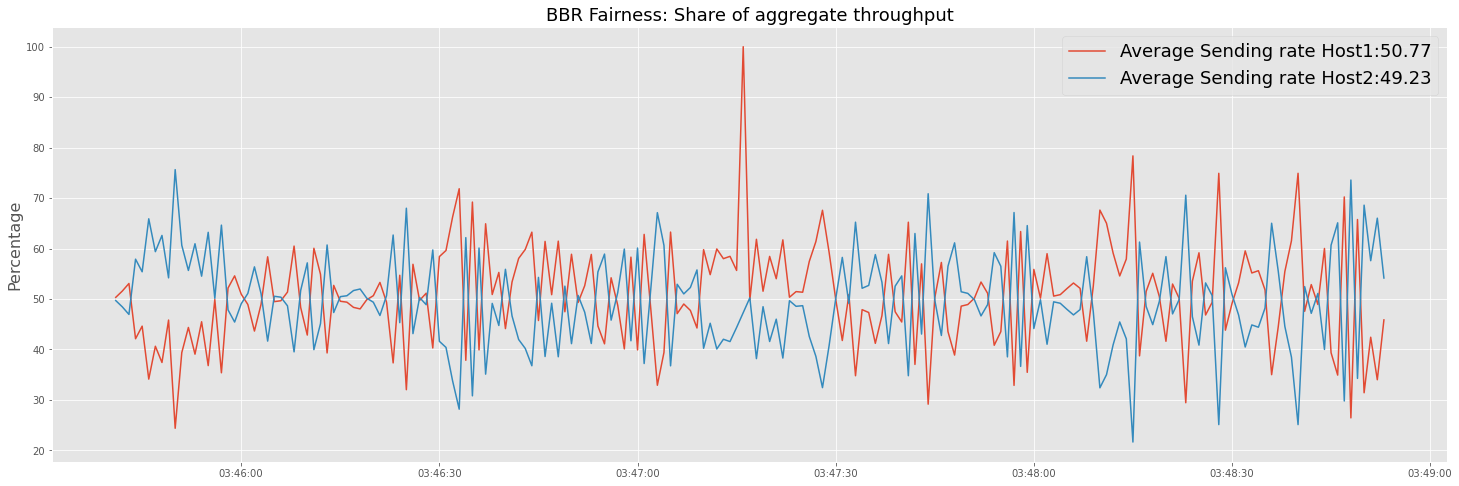 BBR Fairness: Share of aggregate throughput
Average Sending rate Host1:50.77
Average Sending rate Host2:49.23
Percentage
100
90
80
70
60
50
40
30
20
03:46:00 03:46:30 03:47:00 03:47:30 03:48:00 03:48:30 03:49:00